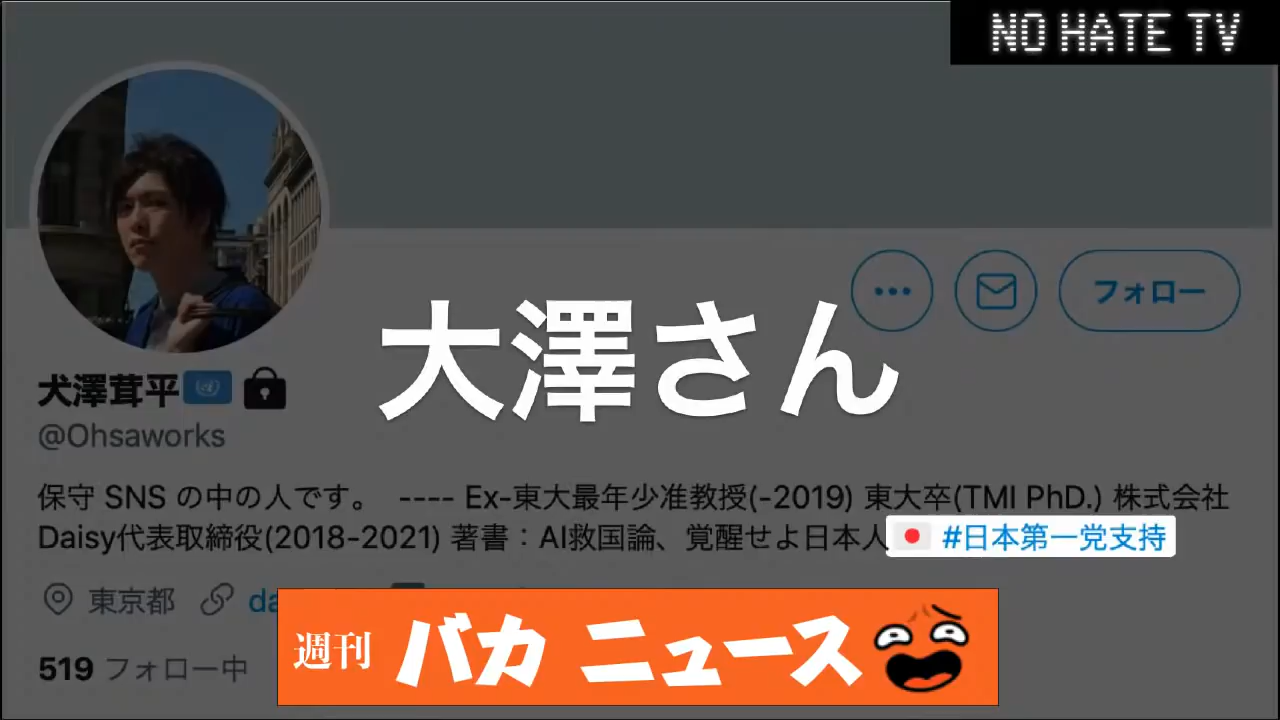 NO HATE TV
フォロー
大澤さん
犬澤茸平
@Ohsaworks
保守 SNS の中の人です。 ---- Ex-東大最年少准教授(-2019) 東大卒(TMI PhD.) 株式会社
Daisy代表取締役(2018-2021) 著書：AI救国論、覚醒せよ日本人 #日本第一党支持
東京都
519 フォロー中
週刊 バカ ニュース